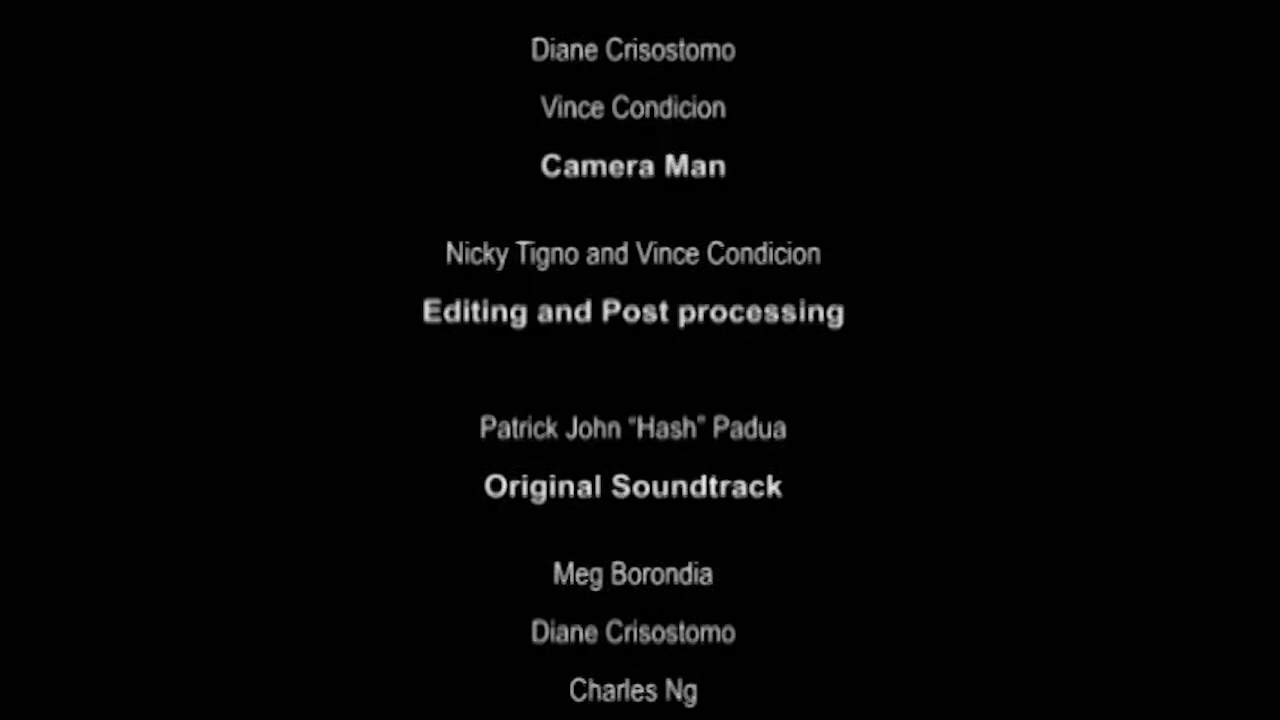 Diane Crisostomo
Vince Condicion
Camera Man
Nicky Tigno and Vince Condicion
Editing and Post processing
Patrick John “Hash” Padua
Original Soundtrack
Meg Borondia
Diane Crisostomo
Charles Ng